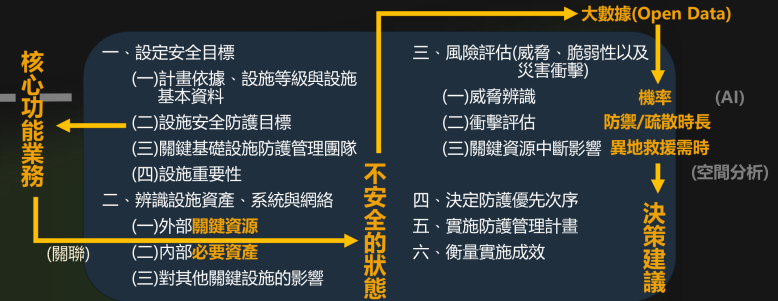 核心功能業務
(關聯)
一、設定安全目標
(一)計畫依據、設施等級與設施
基本資料
(二)設施安全防護目標
(三)關鍵基礎設施防護管理團隊
(四)設施重要性
二、辨識設施資產、系統與網絡
(一)外部關鍵資源
(二)內部必要資產
(三)對其他關鍵設施的影響
不安全的狀態
大數據(Open Data)
三、風險評估(威脅、脆弱性以及
災害衝擊)
(一)威脅辨識
(二)衝擊評估
(三)關鍵資源中斷影響
機率
防禦/疏散時長
異地救援需時
(AI)
(空間分析)
四、決定防護優先次序
五、實施防護管理計畫
六、衡量實施成效
決策建議